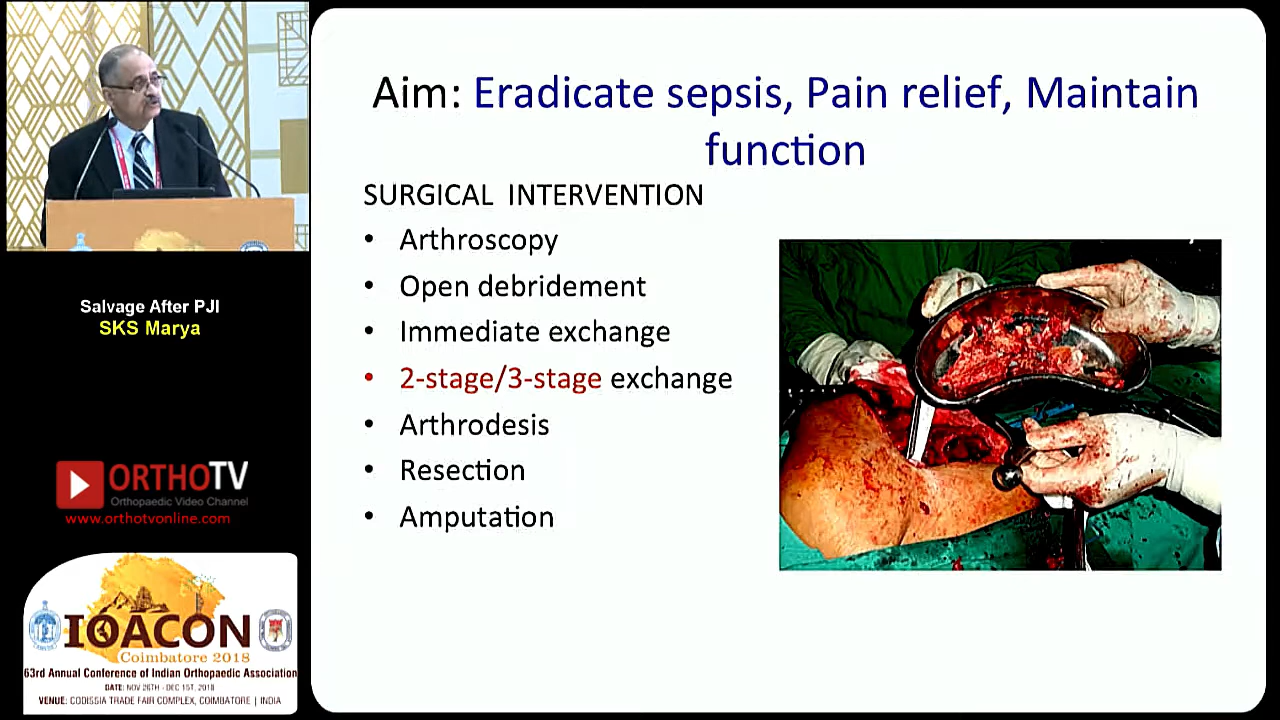 Aim: Eradicate sepsis, Pain relief, Maintain
function
SURGICAL INTERVENTION
• Arthroscopy
• Open debridement
• Immediate exchange
• 2-stage/3-stage exchange
• Arthrodesis
• Resection
• Amputation
Salvage After PJI
SKS Marya
ORTHOTV
Orthopaedic Video Channel
www.orthotvonline.com
IOACON
Coimbatore 2018
63rd Annual Conference of Indian Orthopaedic Association
DATE: NOV 26TH - DEC 1ST, 2018
VENUE: CODISSIA TRADE FAIR COMPLEX, COIMBATORE | INDIA